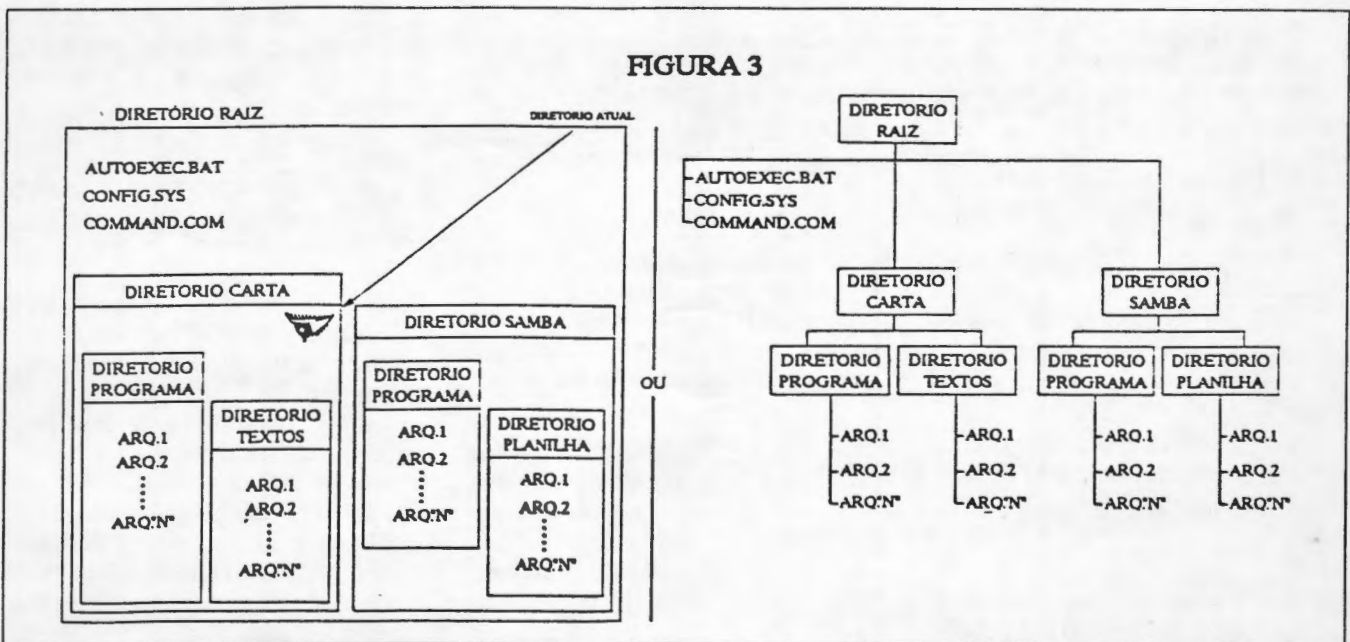 FIGURA 3
DIRETÓRIO RAIZ
DIRETORIO ATUAL
AUTOEXEC.BAT
CONFIG.SYS
COMMAND.COM
DIRETORIO CARTA
DIRETORIO
PROGRAMA
ARQ.1
ARQ.2
ARQ."N"
DIRETORIO
TEXTOS
ARQ.1
ARQ.2
ARQ."N"
DIRETORIO SAMBA
DIRETORIO
PROGRAMA
ARQ.1
ARQ.2
ARQ."N"
DIRETORIO
PLANILHA
ARQ.1
ARQ.2
ARQ."N"
OU
DIRETORIO
RAIZ
AUTOEXEC.BAT
CONFIG.SYS
COMMAND.COM
DIRETORIO
CARTA
DIRETORIO
SAMBA
DIRETORIO
PROGRAMA
DIRETORIO
TEXTOS
DIRETORIO
PROGRAMA
DIRETORIO
PLANILHA
ARQ.1
ARQ.2
ARQ."N"
ARQ.1
ARQ.2
ARQ."N"
ARQ.1
ARQ.2
ARQ."N"
ARQ.1
ARQ.2
ARQ."N"